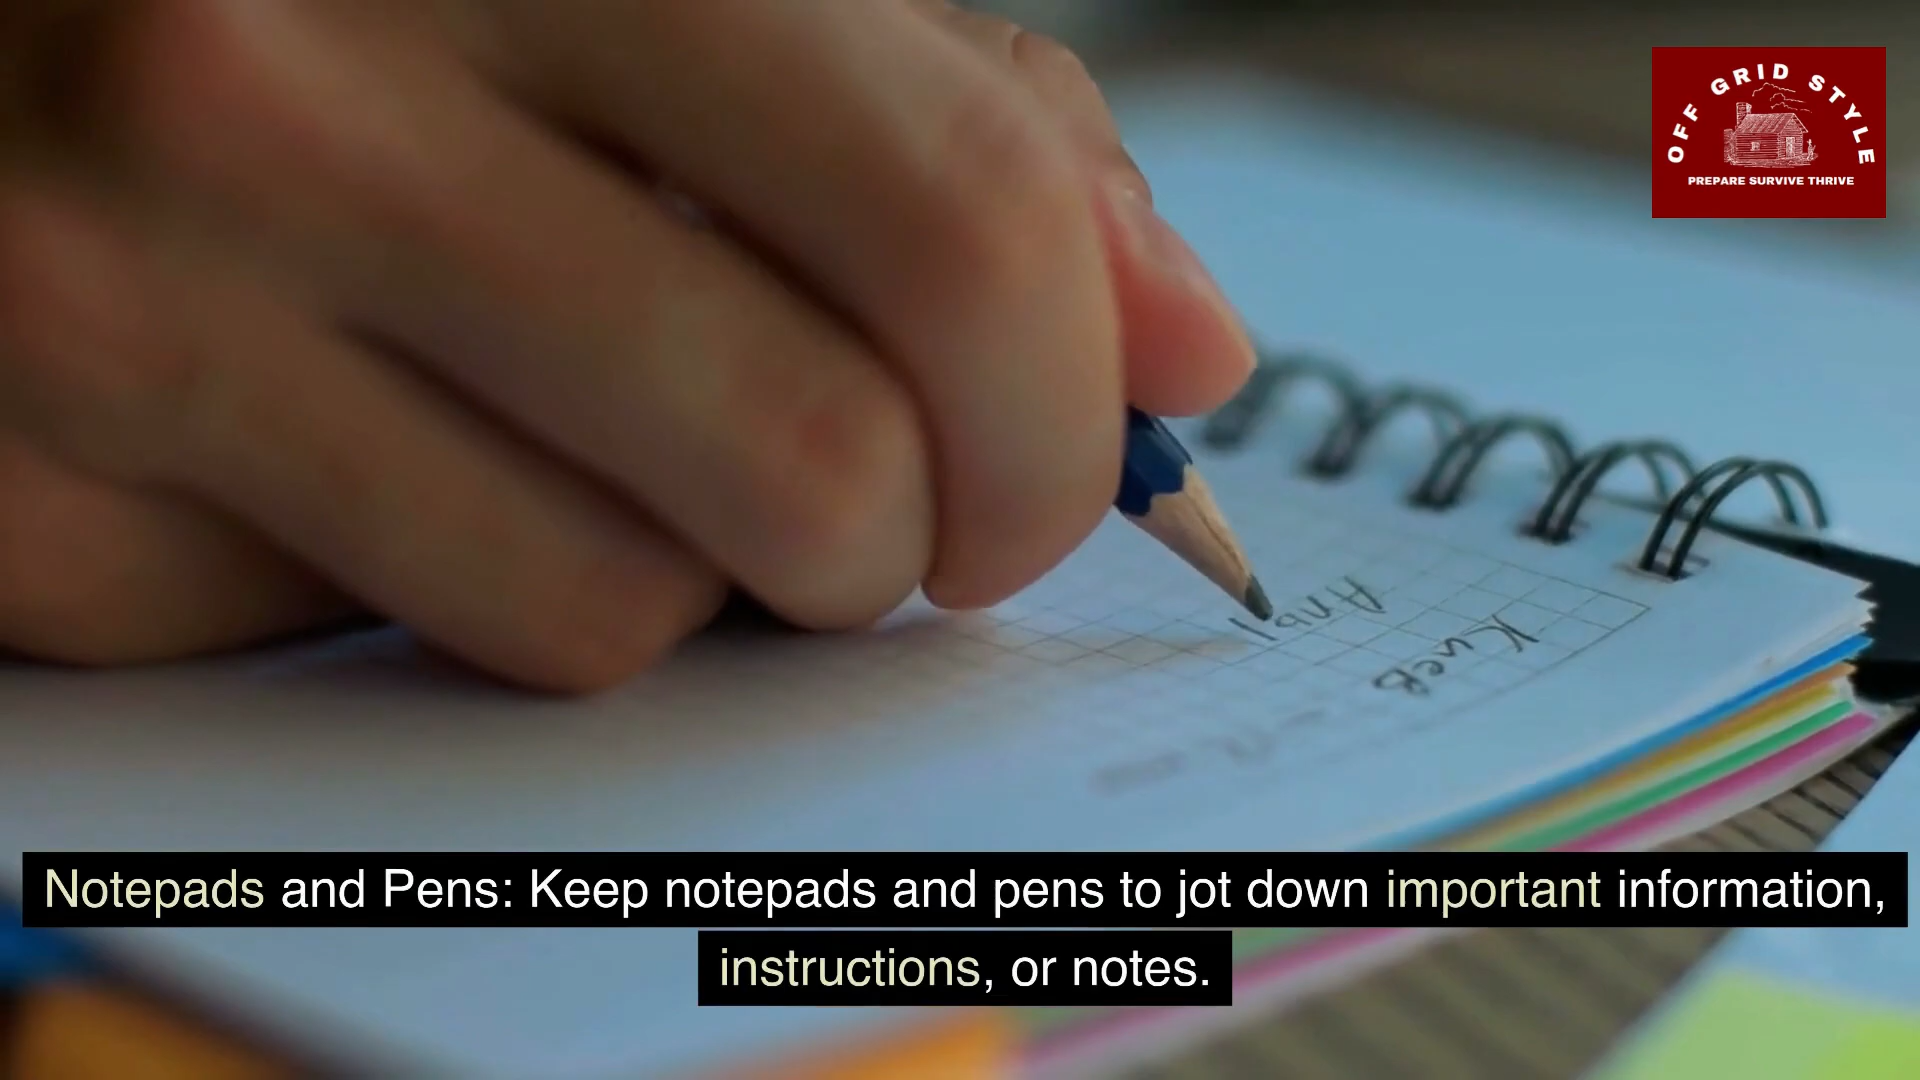 OFF GRID STYLE
PREPARE SURVIVE THRIVE
Киев
Notepads and Pens: Keep notepads and pens to jot down important information,
instructions, or notes.